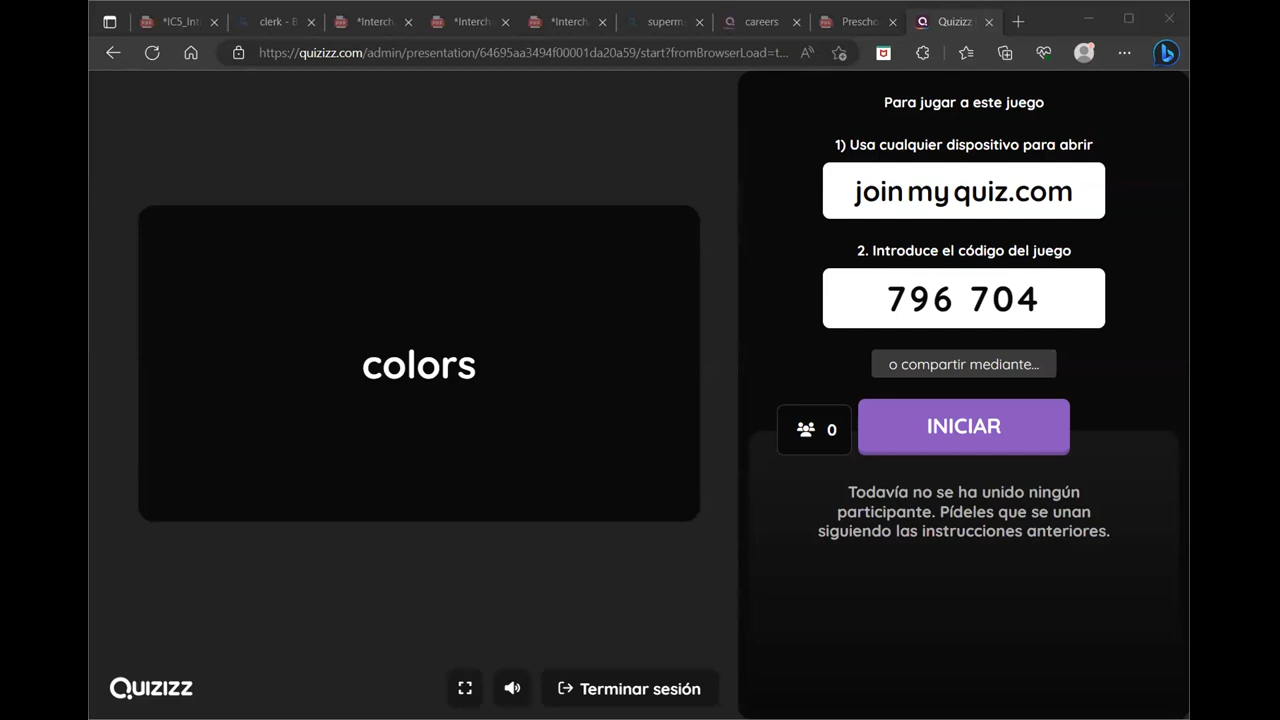 *IC5_Int
clerk - B
*Interch
*Interch
*Interch
superm
careers
Prescho
Quizizz
https://quizizz.com/admin/presentation/64695aa3494f00001da20a59/start?fromBrowserLoad=t...
Para jugar a este juego
1) Usa cualquier dispositivo para abrir
joinmyquiz.com
2. Introduce el código del juego
796 704
o compartir mediante...
colors
0
INICIAR
Todavía no se ha unido ningún
participante. Pídeles que se unan
siguiendo las instrucciones anteriores.
Quizizz
Terminar sesión